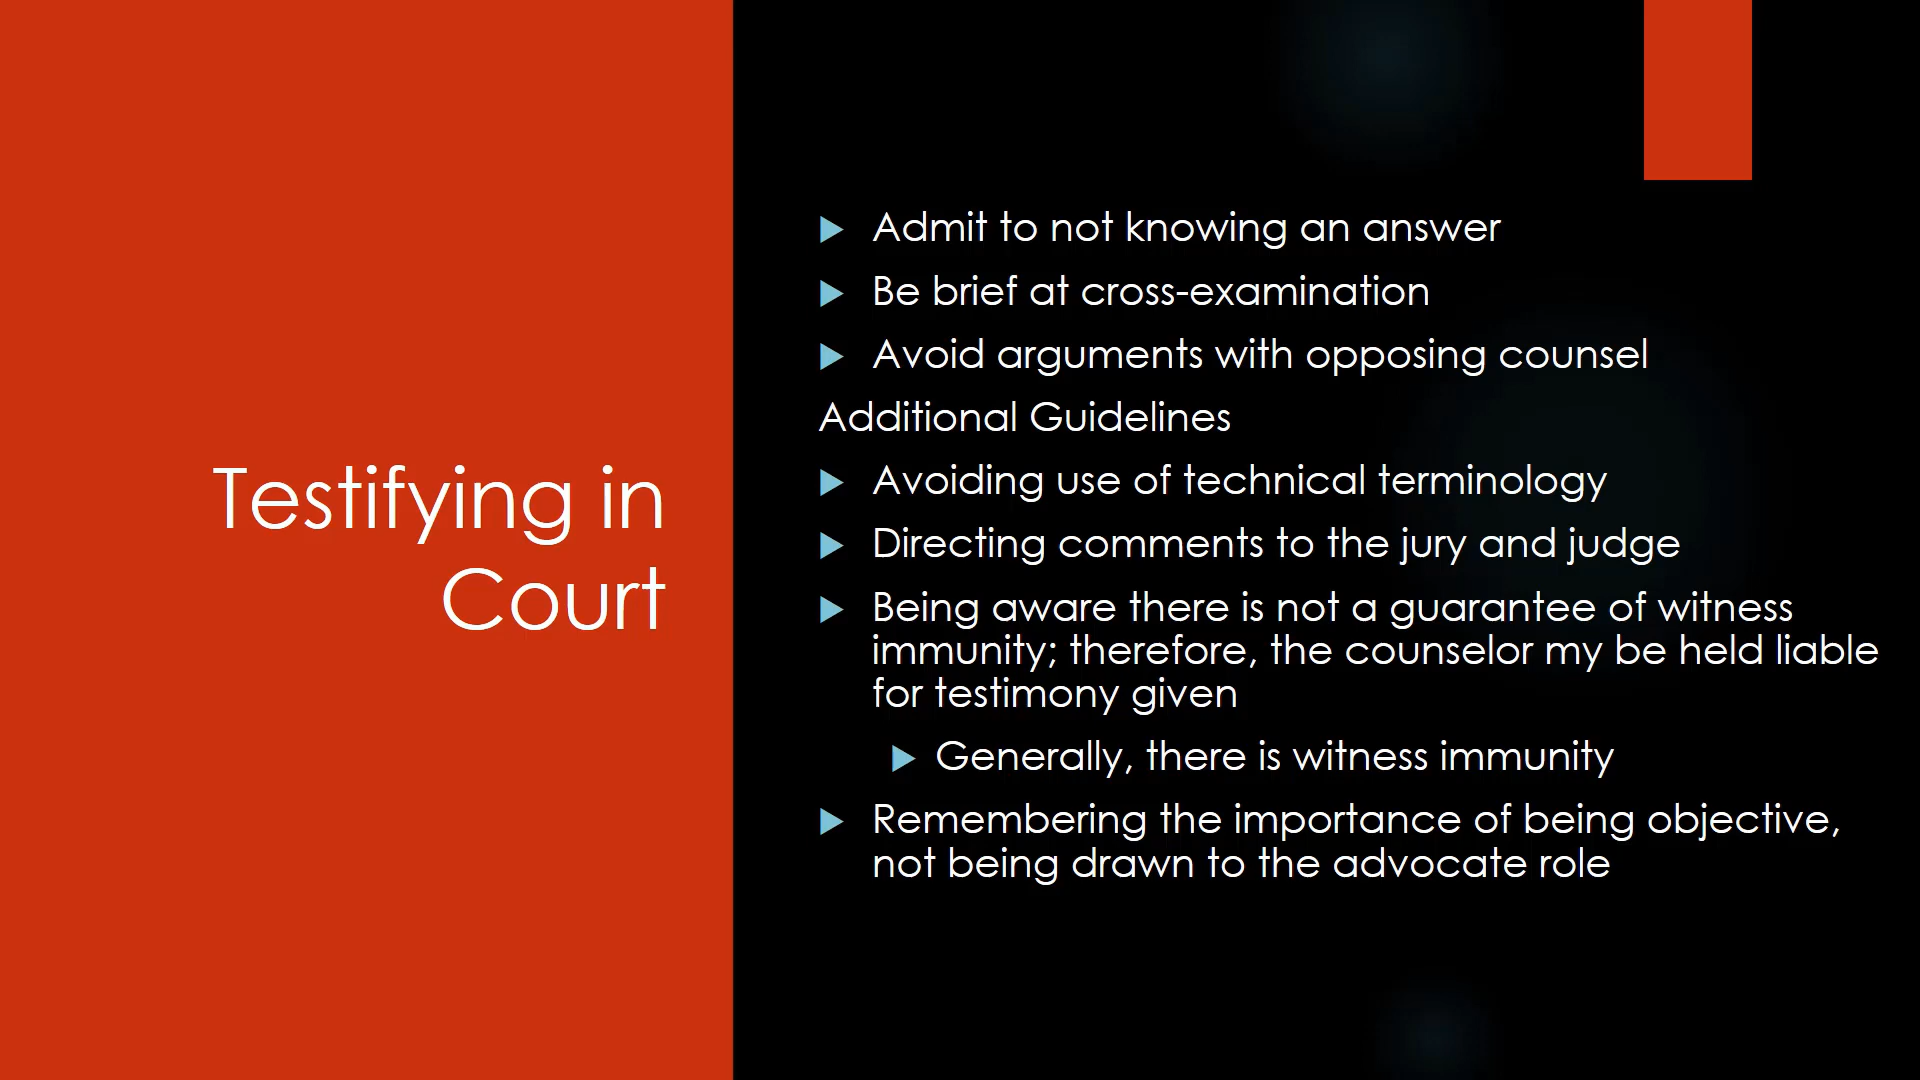 Testifying in
Court
Admit to not knowing an answer
Be brief at cross-examination
Avoid arguments with opposing counsel
Additional Guidelines
Avoiding use of technical terminology
Directing comments to the jury and judge
Being aware there is not a guarantee of witness
immunity; therefore, the counselor my be held liable
for testimony given
Generally, there is witness immunity
Remembering the importance of being objective,
not being drawn to the advocate role